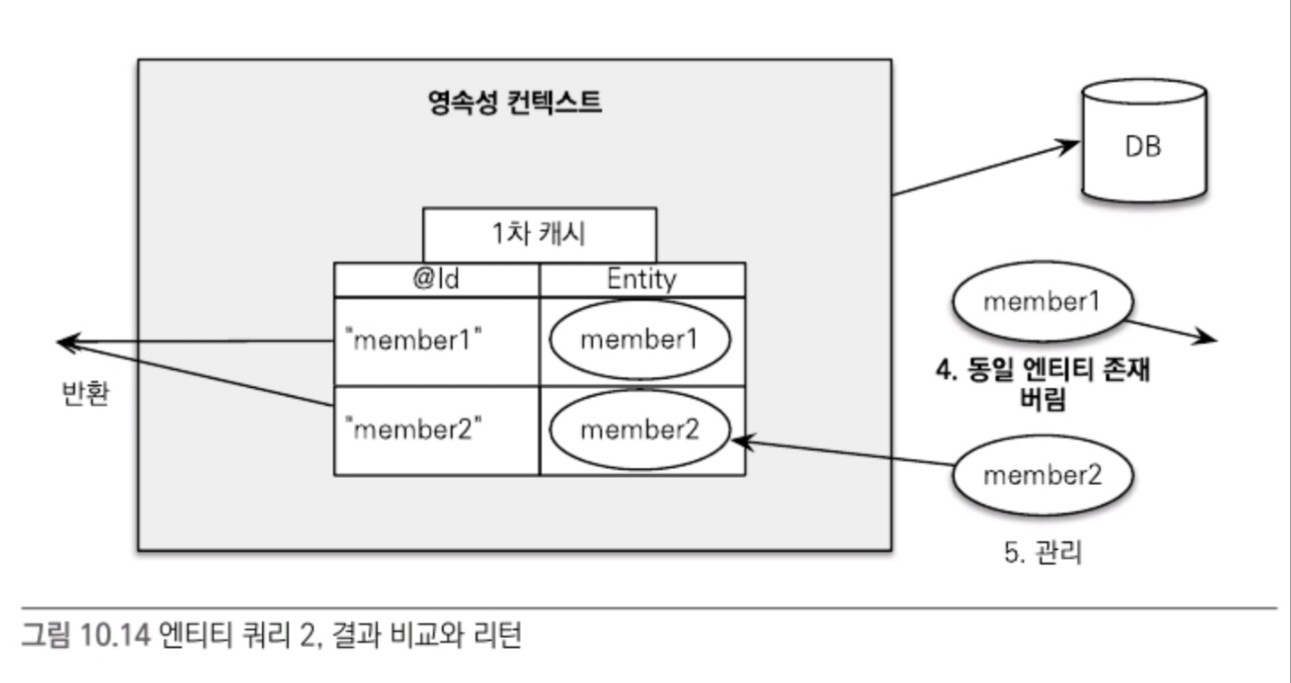 영속성 컨텍스트
DB
1차 캐시
@Id
Entity
"member1"
member1
"member2"
member2
반환
member1
4. 동일 엔티티 존재
버림
member2
5. 관리
그림 10.14 엔티티 쿼리 2, 결과 비교와 리턴